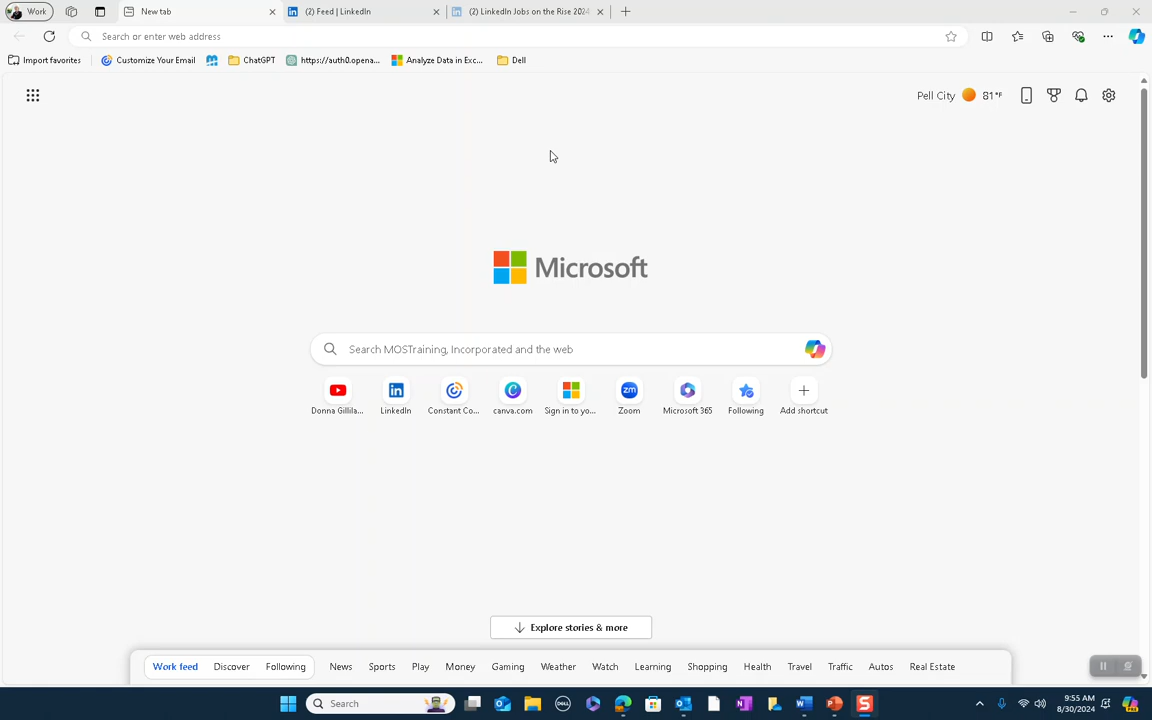 Work
New tab
(2) Feed | LinkedIn
(2) LinkedIn Jobs on the Rise 2024
Search or enter web address
Import favorites
Customize Your Email
ChatGPT
https://auth0.opena...
Analyze Data in Exc...
Dell
Pell City
81 °F
Microsoft
Search MOSTraining, Incorporated and the web
Donna Gillila...
LinkedIn
Constant Co...
canva.com
Sign in to yo...
zm
Zoom
Microsoft 365
Following
Add shortcut
Explore stories & more
Work feed
Discover
Following
News
Sports
Play
Money
Gaming
Weather
Watch
Learning
Shopping
Health
Travel
Traffic
Autos
Real Estate
Search
9:55 AM
8/30/2024